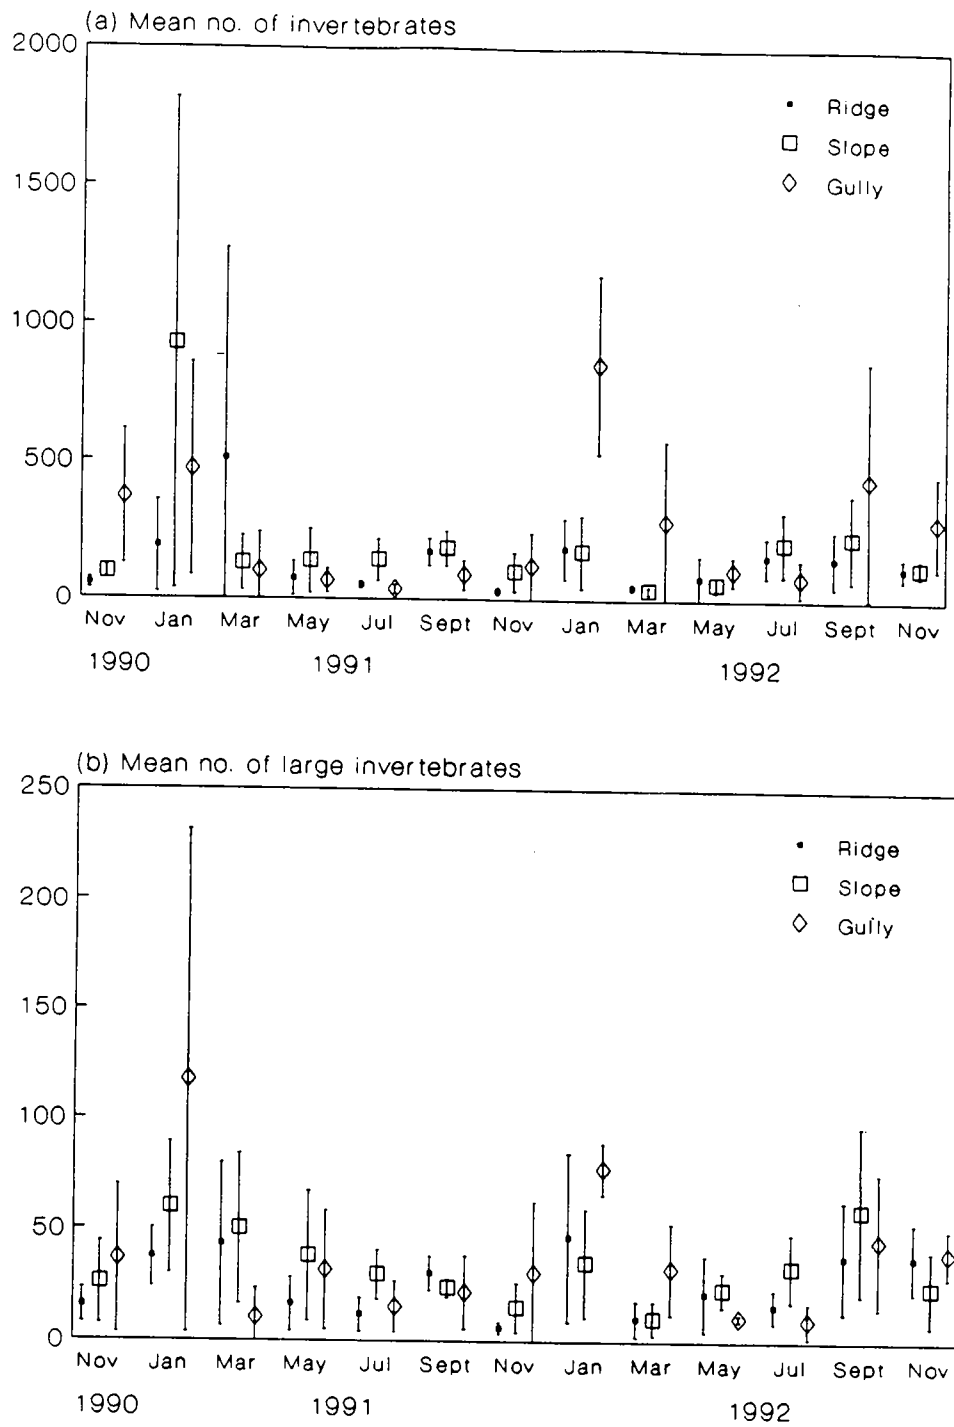 (a) Mean no. of invertebrates
2000
1500
1000
500
0
Ridge
Slope
Gully
Nov Jan Mar May Jul Sept Nov Jan Mar May Jul Sept Nov
1990 1991 1992
(b) Mean no. of large invertebrates
250
200
150
100
50
0
Ridge
Slope
Gully
Nov Jan Mar May Jul Sept Nov Jan Mar May Jul Sept Nov
1990 1991 1992